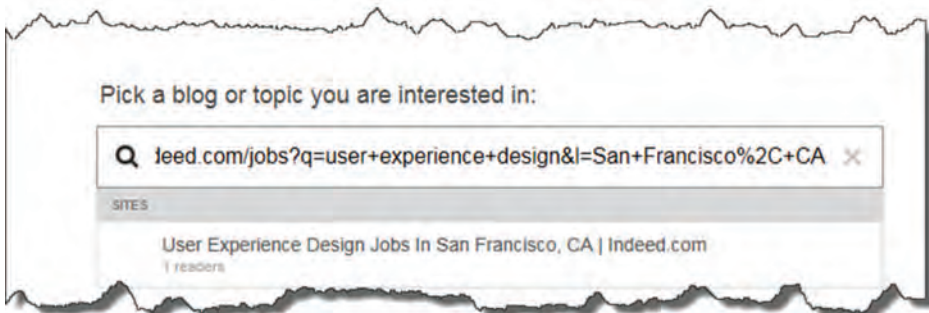 Pick a blog or topic you are interested in:
deed.com/jobs?q=user+experience+design&l=San+Francisco%2C+CA
SITES
User Experience Design Jobs In San Francisco, CA | Indeed.com
1 readers